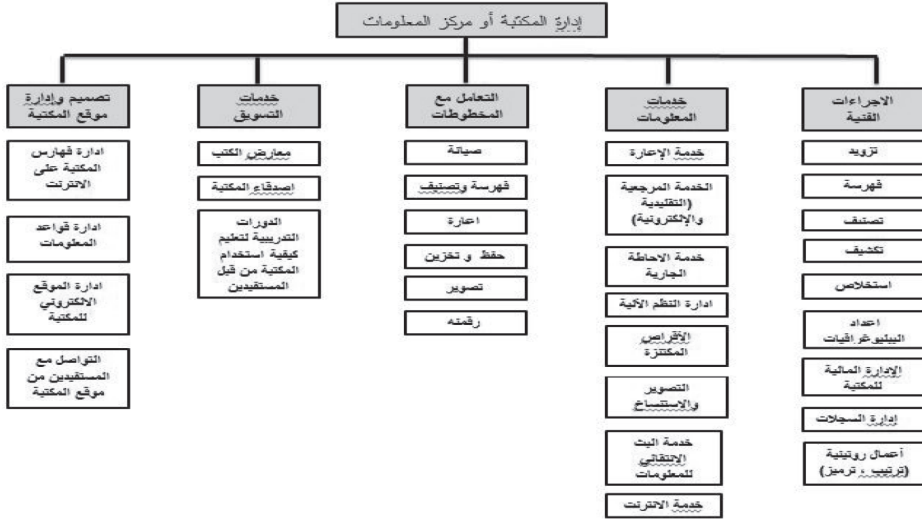 إدارة المكتبة أو مركز المعلومات
الاجراءات
الفنية
تزويد
فهرسة
تصنيف
تكشيف
استخلاص
اعداد
الببليوغرافيات
الإدارة المالية
للمكتبة
إدارة السجلات
أعمال روتينية
(ترتيب ، ترميز)
خدمات
المعلومات
خدمة الإعارة
الخدمة المرجعية
(التقليدية
والإلكترونية)
خدمة الاحاطة
الجارية
ادارة النظم الألية
الأقراص
المكتنزة
التصوير
والاستنساخ
خدمة البث
الانتقائي
للمعلومات
خدمة الانترنت
التعامل مع
المخطوطات
صيانة
فهرسة وتصنيف
اعارة
حفظ و تخزين
تصوير
رقمنه
خدمات
التسويق
معارض الكتب
اصدقاء المكتبة
الدورات
التدريبية لتعليم
كيفية استخدام
المكتبة من قبل
المستفيدين
تصميم وإدارة
موقع المكتبة
ادارة فهارس
المكتبة على
الانترنت
ادارة قواعد
المعلومات
ادارة الموقع
الالكتروني
للمكتبة
التواصل مع
المستفيدين من
موقع المكتبة